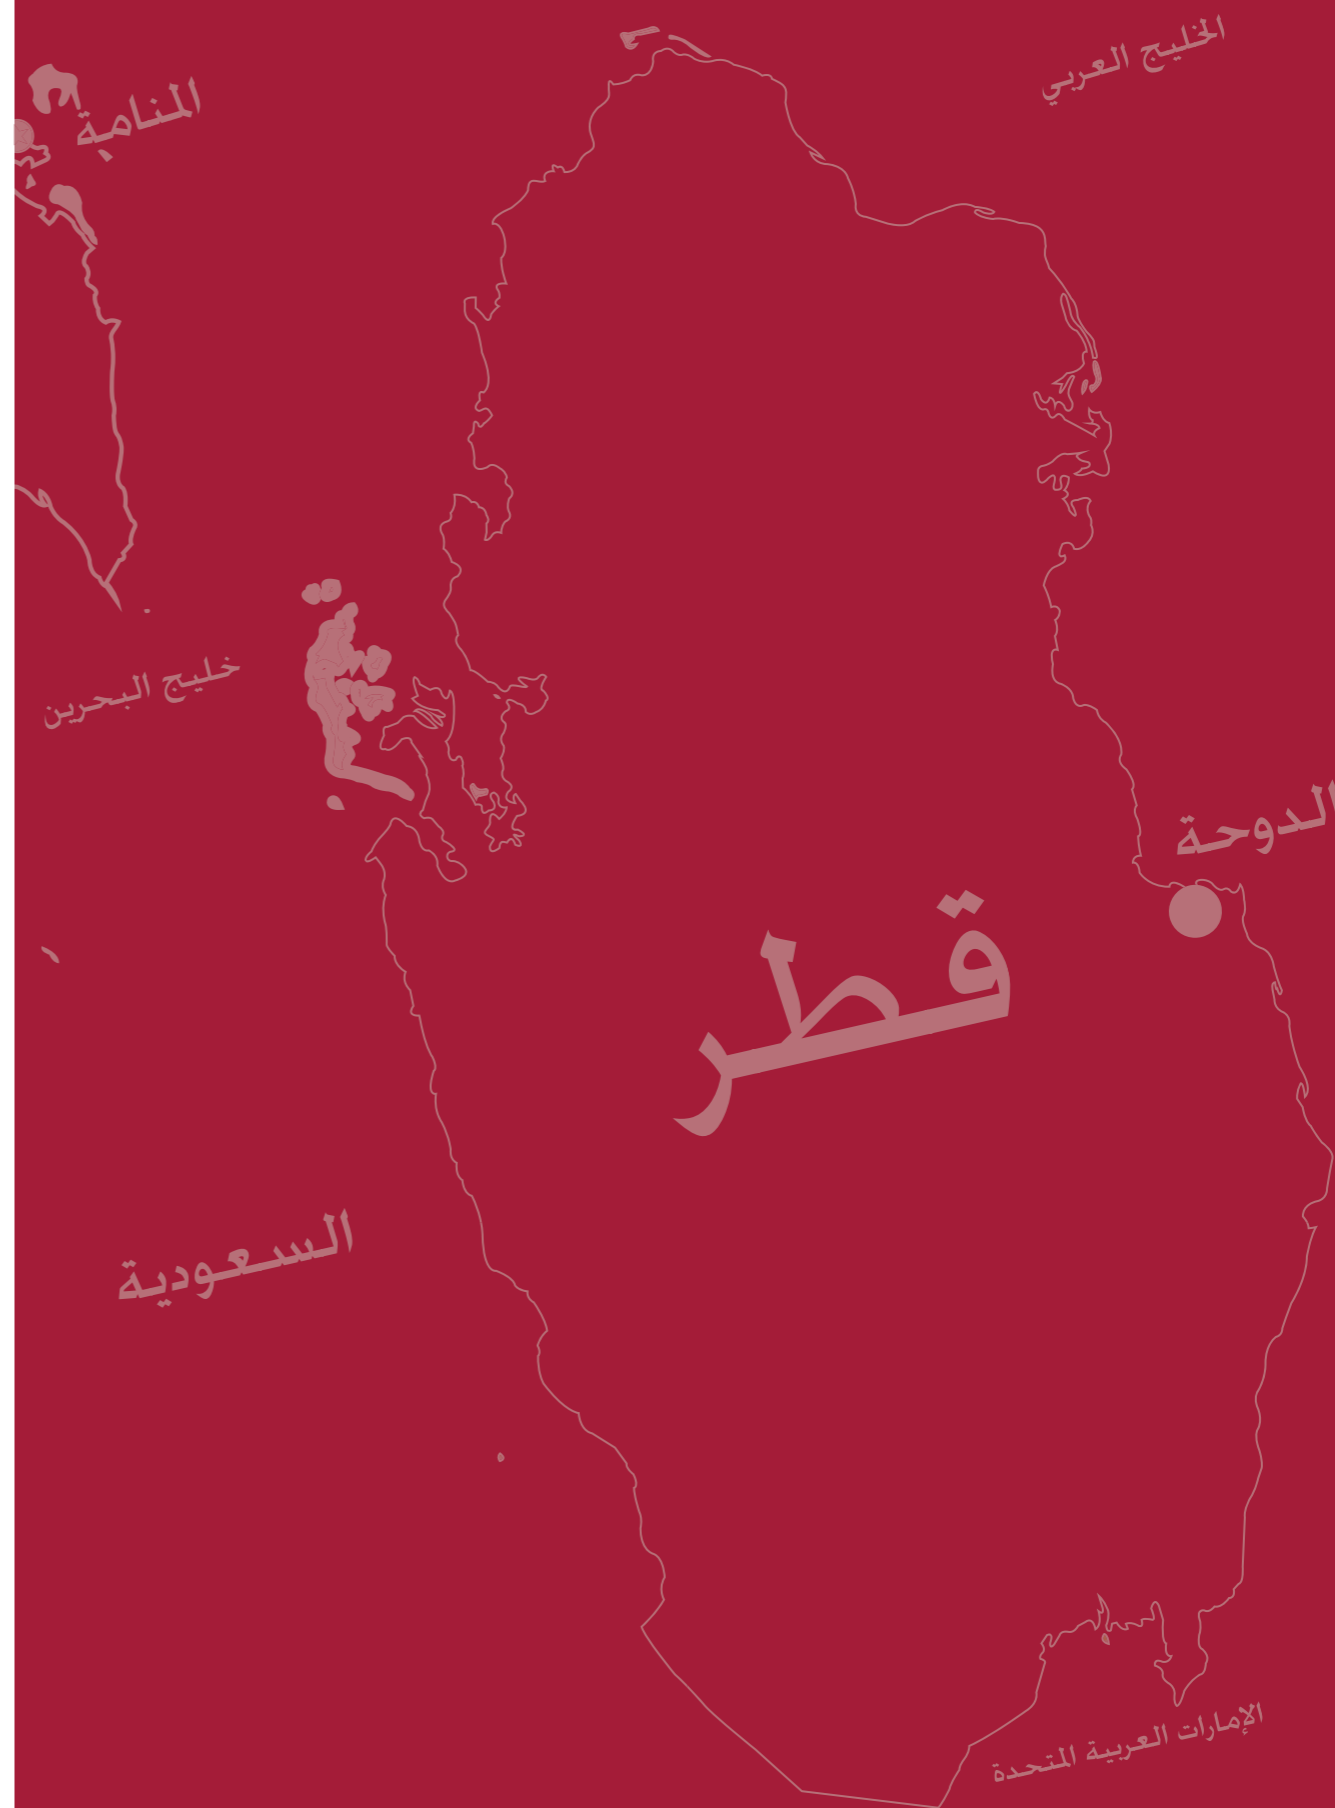 الخليج العربي
المنامة
خليج البحرين
الدوحة
قطر
السعودية
الإمارات العربية المتحدة